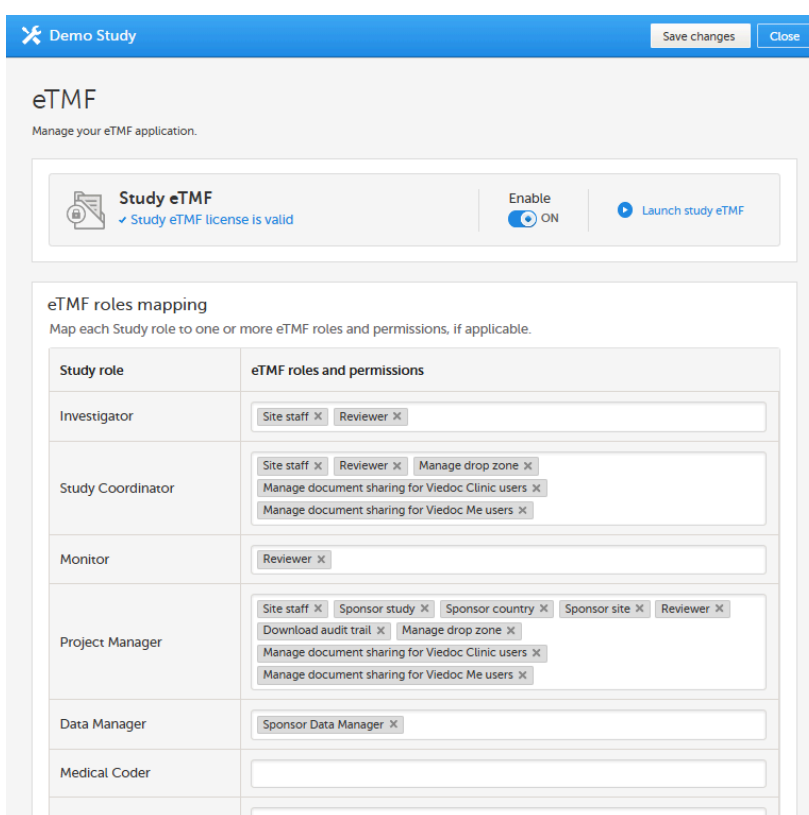 Demo Study
Save changes
Close
eTMF
Manage your eTMF application.
Study eTMF
Study eTMF license is valid
Enable
ON
Launch study eTMF
eTMF roles mapping
Map each Study role to one or more eTMF roles and permissions, if applicable.
Study role
eTMF roles and permissions
Investigator
Site staff × Reviewer ×
Study Coordinator
Site staff × Reviewer × Manage drop zone ×
Manage document sharing for Viedoc Clinic users ×
Manage document sharing for Viedoc Me users ×
Monitor
Reviewer ×
Project Manager
Site staff × Sponsor study × Sponsor country × Sponsor site × Reviewer ×
Download audit trail × Manage drop zone ×
Manage document sharing for Viedoc Clinic users ×
Manage document sharing for Viedoc Me users ×
Data Manager
Sponsor Data Manager ×
Medical Coder